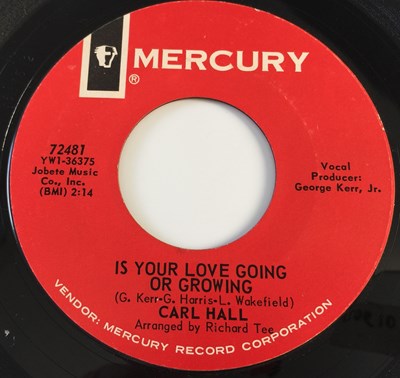 MERCURY
®
72481
YW1-36375
Jobete Music
Co., Inc.
(BMI) 2:14
Vocal
Producer:
George Kerr, Jr.
IS YOUR LOVE GOING
OR GROWING
(G. Kerr-G. Harris-L. Wakefield)
CARL HALL
Arranged by Richard Tee
VENDOR: MERCURY RECORD CORPORATION